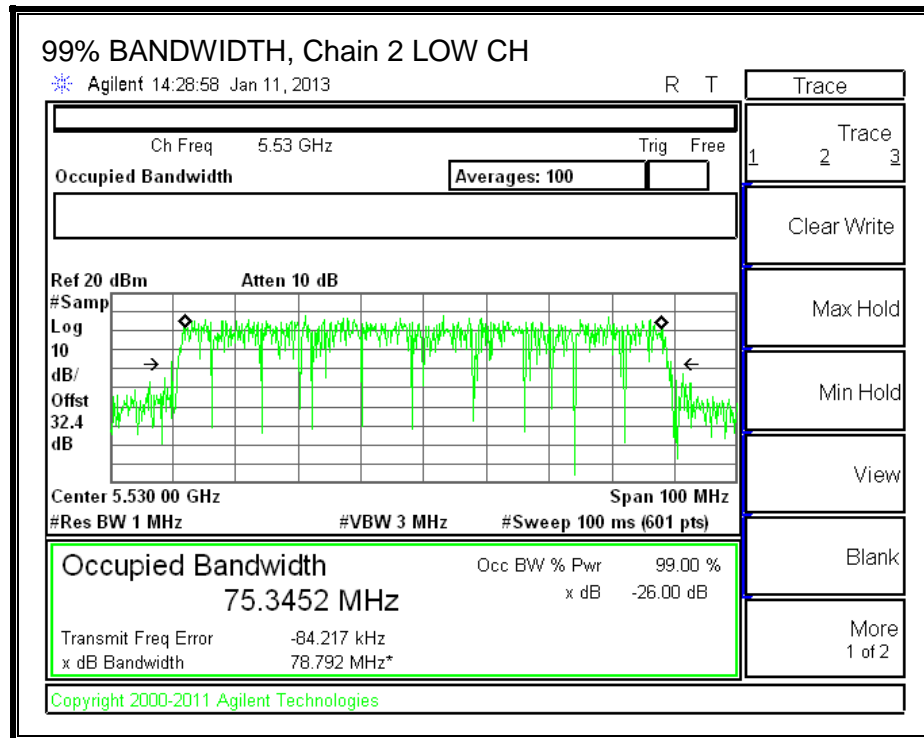 99% BANDWIDTH, Chain 2 LOW CH
Agilent 14:28:58 Jan 11, 2013 R T
Trace
Ch Freq 5.53 GHz Trig Free
Occupied Bandwidth Averages: 100
Trace
1 2 3
Clear Write
Max Hold
Min Hold
View
Blank
More
1 of 2
Ref 20 dBm Atten 10 dB
#Samp
Log
10
dB/
Offst
32.4
dB
Center 5.530 00 GHz Span 100 MHz
#Res BW 1 MHz #VBW 3 MHz #Sweep 100 ms (601 pts)
Occupied Bandwidth Occ BW % Pwr 99.00 %
75.3452 MHz x dB -26.00 dB
Transmit Freq Error -84.217 kHz
x dB Bandwidth 78.792 MHz*
Copyright 2000-2011 Agilent Technologies